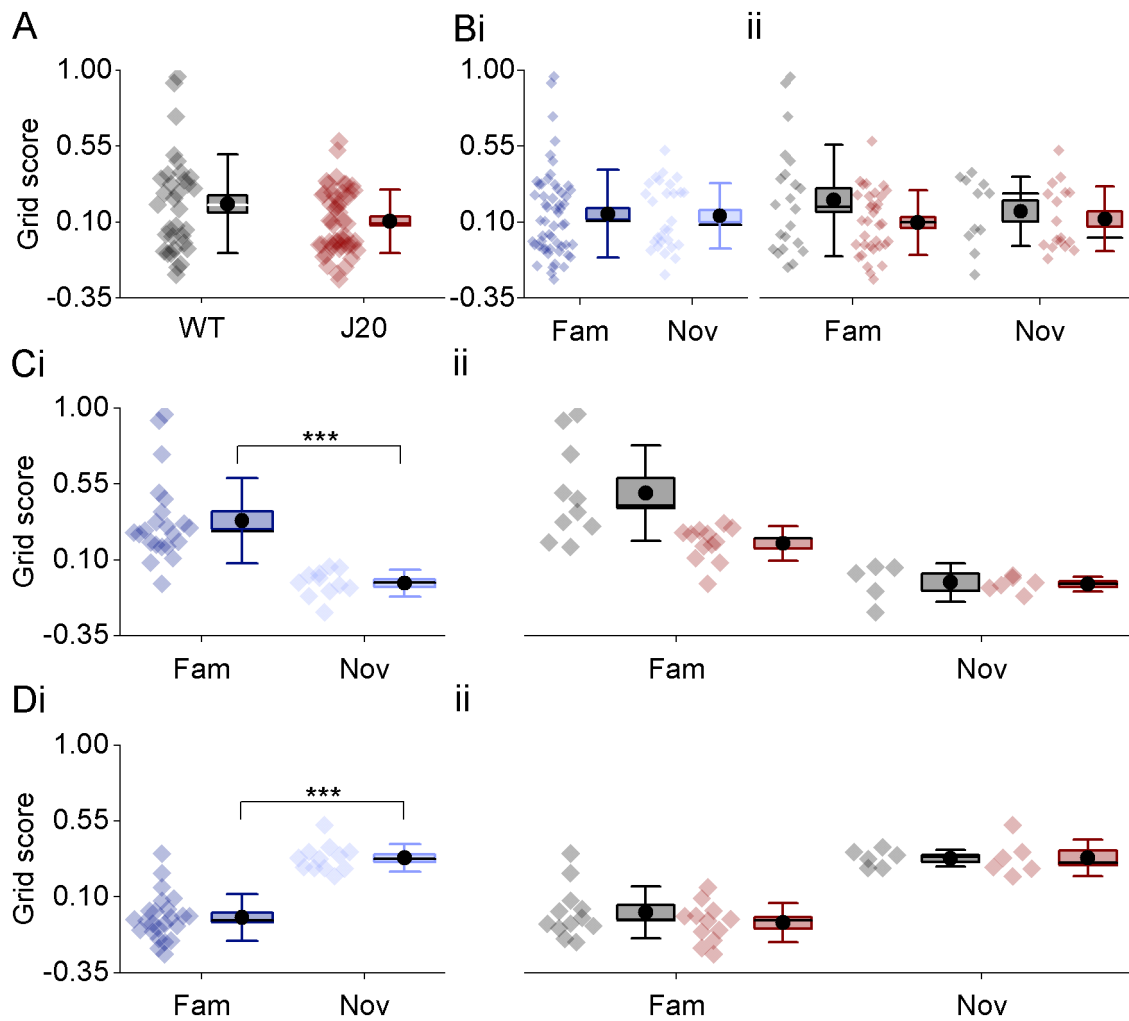 A
Bi
ii
Grid score
1.00
0.55
0.10
-0.35
WT
J20
1.00
0.55
0.10
-0.35
Fam
Nov
Fam
Nov
Ci
ii
Grid score
1.00
0.55
0.10
-0.35
***
Fam
Nov
Fam
Nov
Di
ii
Grid score
1.00
0.55
0.10
-0.35
***
Fam
Nov
Fam
Nov